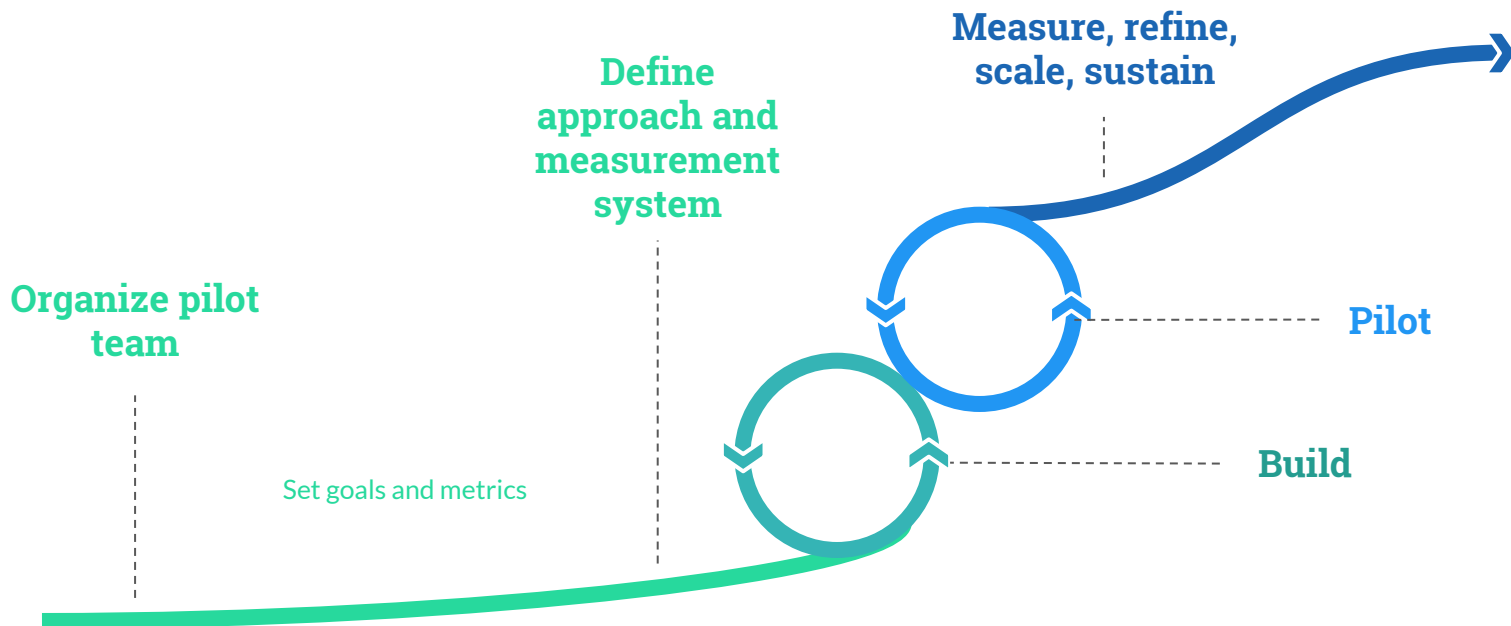 Organize pilot
team
Set goals and metrics
Define
approach and
measurement
system
Build
Pilot
Measure, refine,
scale, sustain